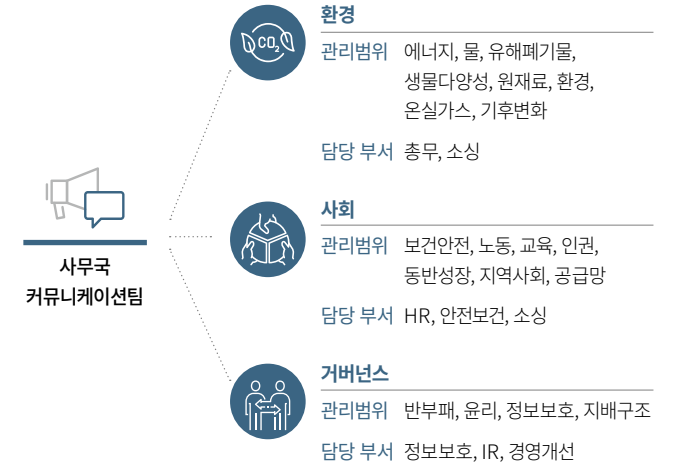 사무국
커뮤니케이션팀
CO₂
환경
관리범위 에너지, 물, 유해폐기물,
생물다양성, 원재료, 환경,
온실가스, 기후변화
담당 부서 총무, 소싱
사회
관리범위 보건안전, 노동, 교육, 인권,
동반성장, 지역사회, 공급망
담당 부서 HR, 안전보건, 소싱
거버넌스
관리범위 반부패, 윤리, 정보보호, 지배구조
담당 부서 정보보호, IR, 경영개선